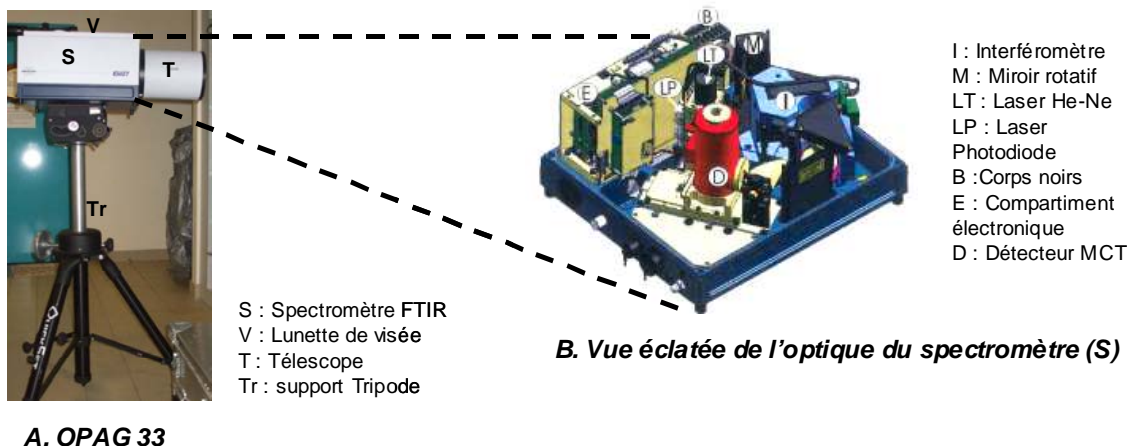 V
S
T
Tr
QUICKSET
S : Spectromètre FTIR
V : Lunette de visée
T : Télescope
Tr : support Tripode
A. OPAG 33
B
M
LT
I
LP
E
D
I : Interféromètre
M : Miroir rotatif
LT : Laser He-Ne
LP : Laser
Photodiode
B :Corps noirs
E : Compartiment
électronique
D : Détecteur MCT
B. Vue éclatée de l'optique du spectromètre (S)